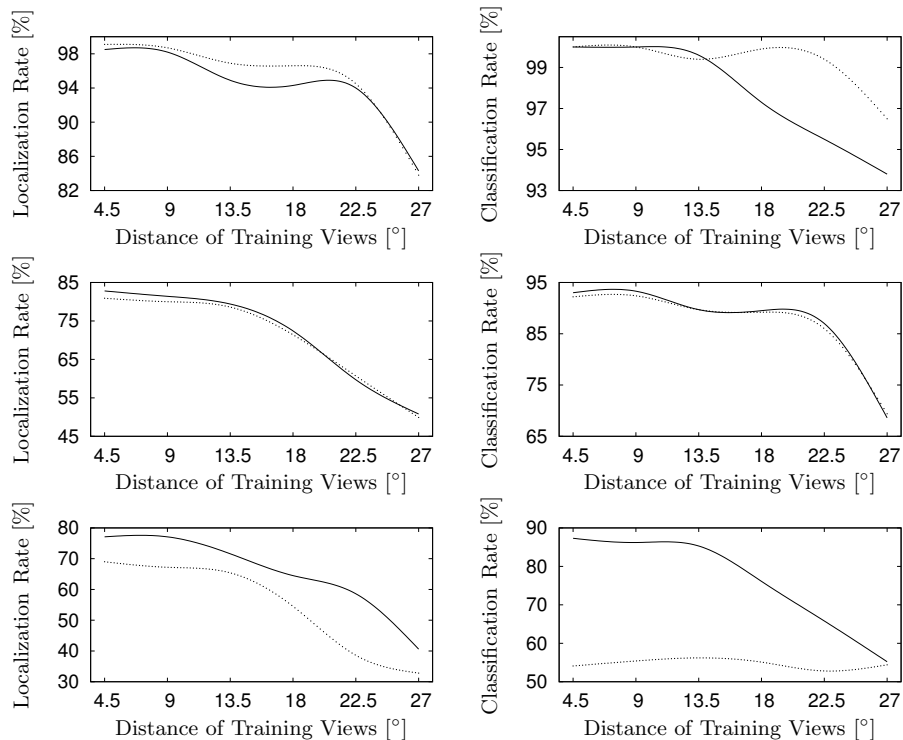 Localization Rate [%]
98
94
90
86
82
4.5 9 13.5 18 22.5 27
Distance of Training Views [°]
Classification Rate [%]
99
97
95
93
4.5 9 13.5 18 22.5 27
Distance of Training Views [°]
Localization Rate [%]
85
75
65
55
45
4.5 9 13.5 18 22.5 27
Distance of Training Views [°]
Classification Rate [%]
95
85
75
65
4.5 9 13.5 18 22.5 27
Distance of Training Views [°]
Localization Rate [%]
80
70
60
50
40
30
4.5 9 13.5 18 22.5 27
Distance of Training Views [°]
Classification Rate [%]
90
80
70
60
50
4.5 9 13.5 18 22.5 27
Distance of Training Views [°]